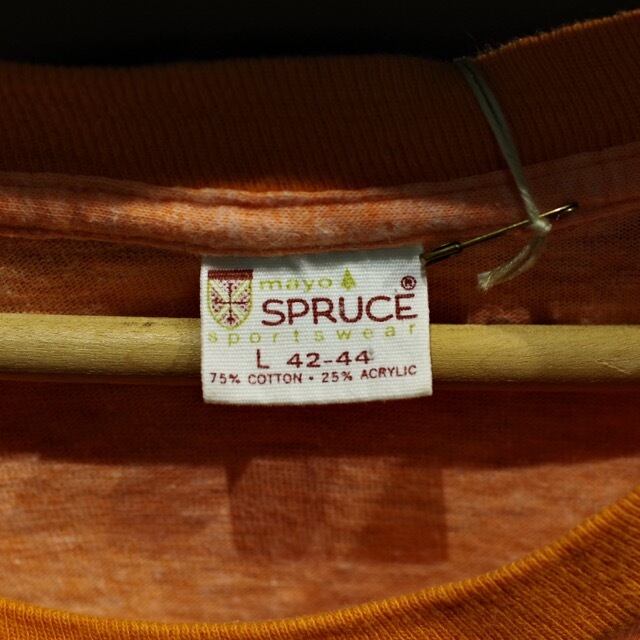 mayo
SPRUCE®
sportswear
L 42-44
75% COTTON • 25% ACRYLIC